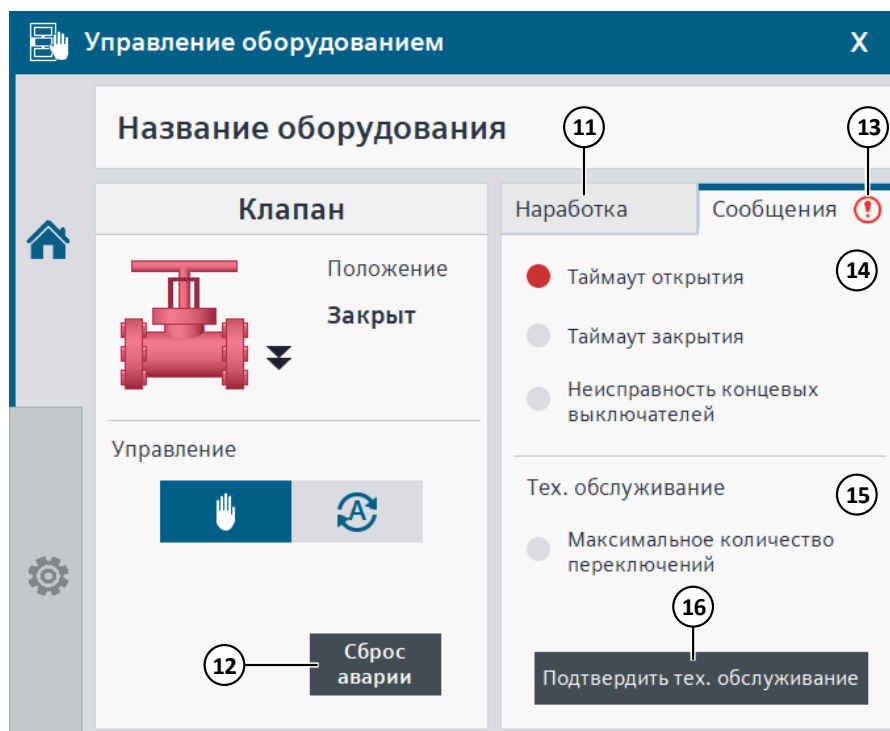 Управление оборудованием
X
Название оборудования
11
13
Клапан
Наработка
Сообщения
Положение
Закрыт
14
Таймаут открытия
Таймаут закрытия
Неисправность концевых
выключателей
Управление
A
Тех. обслуживание
15
Максимальное количество
переключений
16
12
Сброс
аварии
Подтвердить тех. обслуживание